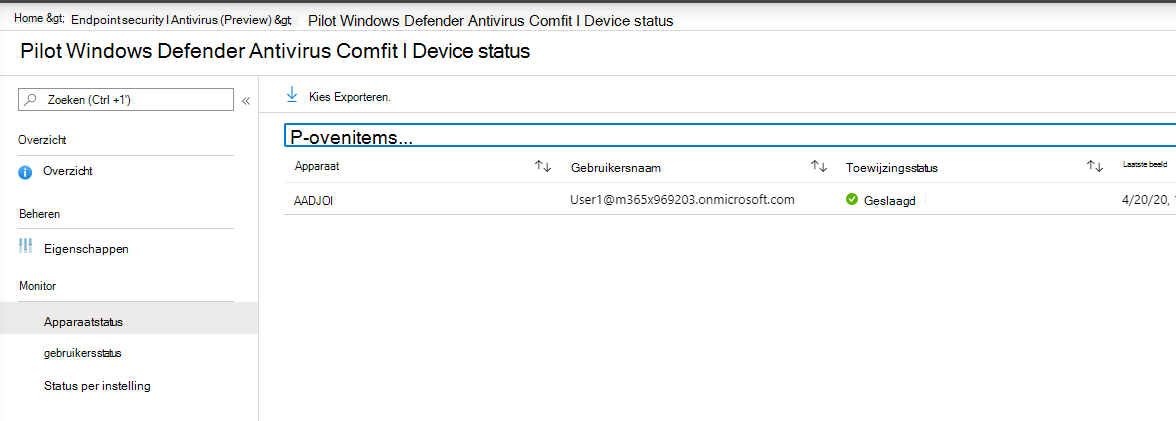 Home &gt; Endpoint security I Antivirus (Preview) &gt; Pilot Windows Defender Antivirus Comfit I Device status
Pilot Windows Defender Antivirus Comfit I Device status
Zoeken (Ctrl +1')
«
Kies Exporteren.
Overzicht
Overzicht
Beheren
Eigenschappen
Monitor
Apparaatstatus
gebruikersstatus
Status per instelling
P-ovenitems...
Apparaat Gebruikersnaam Toewijzingsstatus Laatste beeld
AADJOI User1@m365x969203.onmicrosoft.com Geslaagd 4/20/20,